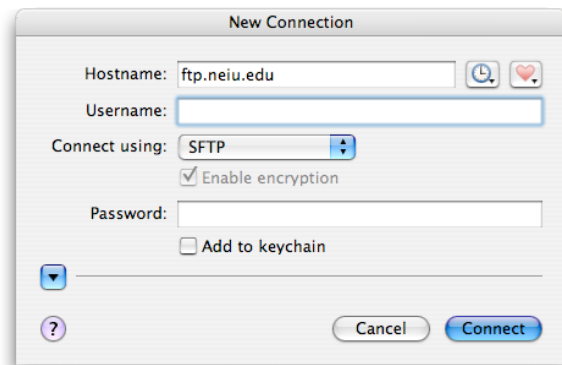 New Connection
Hostname: ftp.neiu.edu
Username:
Connect using: SFTP
Enable encryption
Password:
Add to keychain
? Cancel Connect